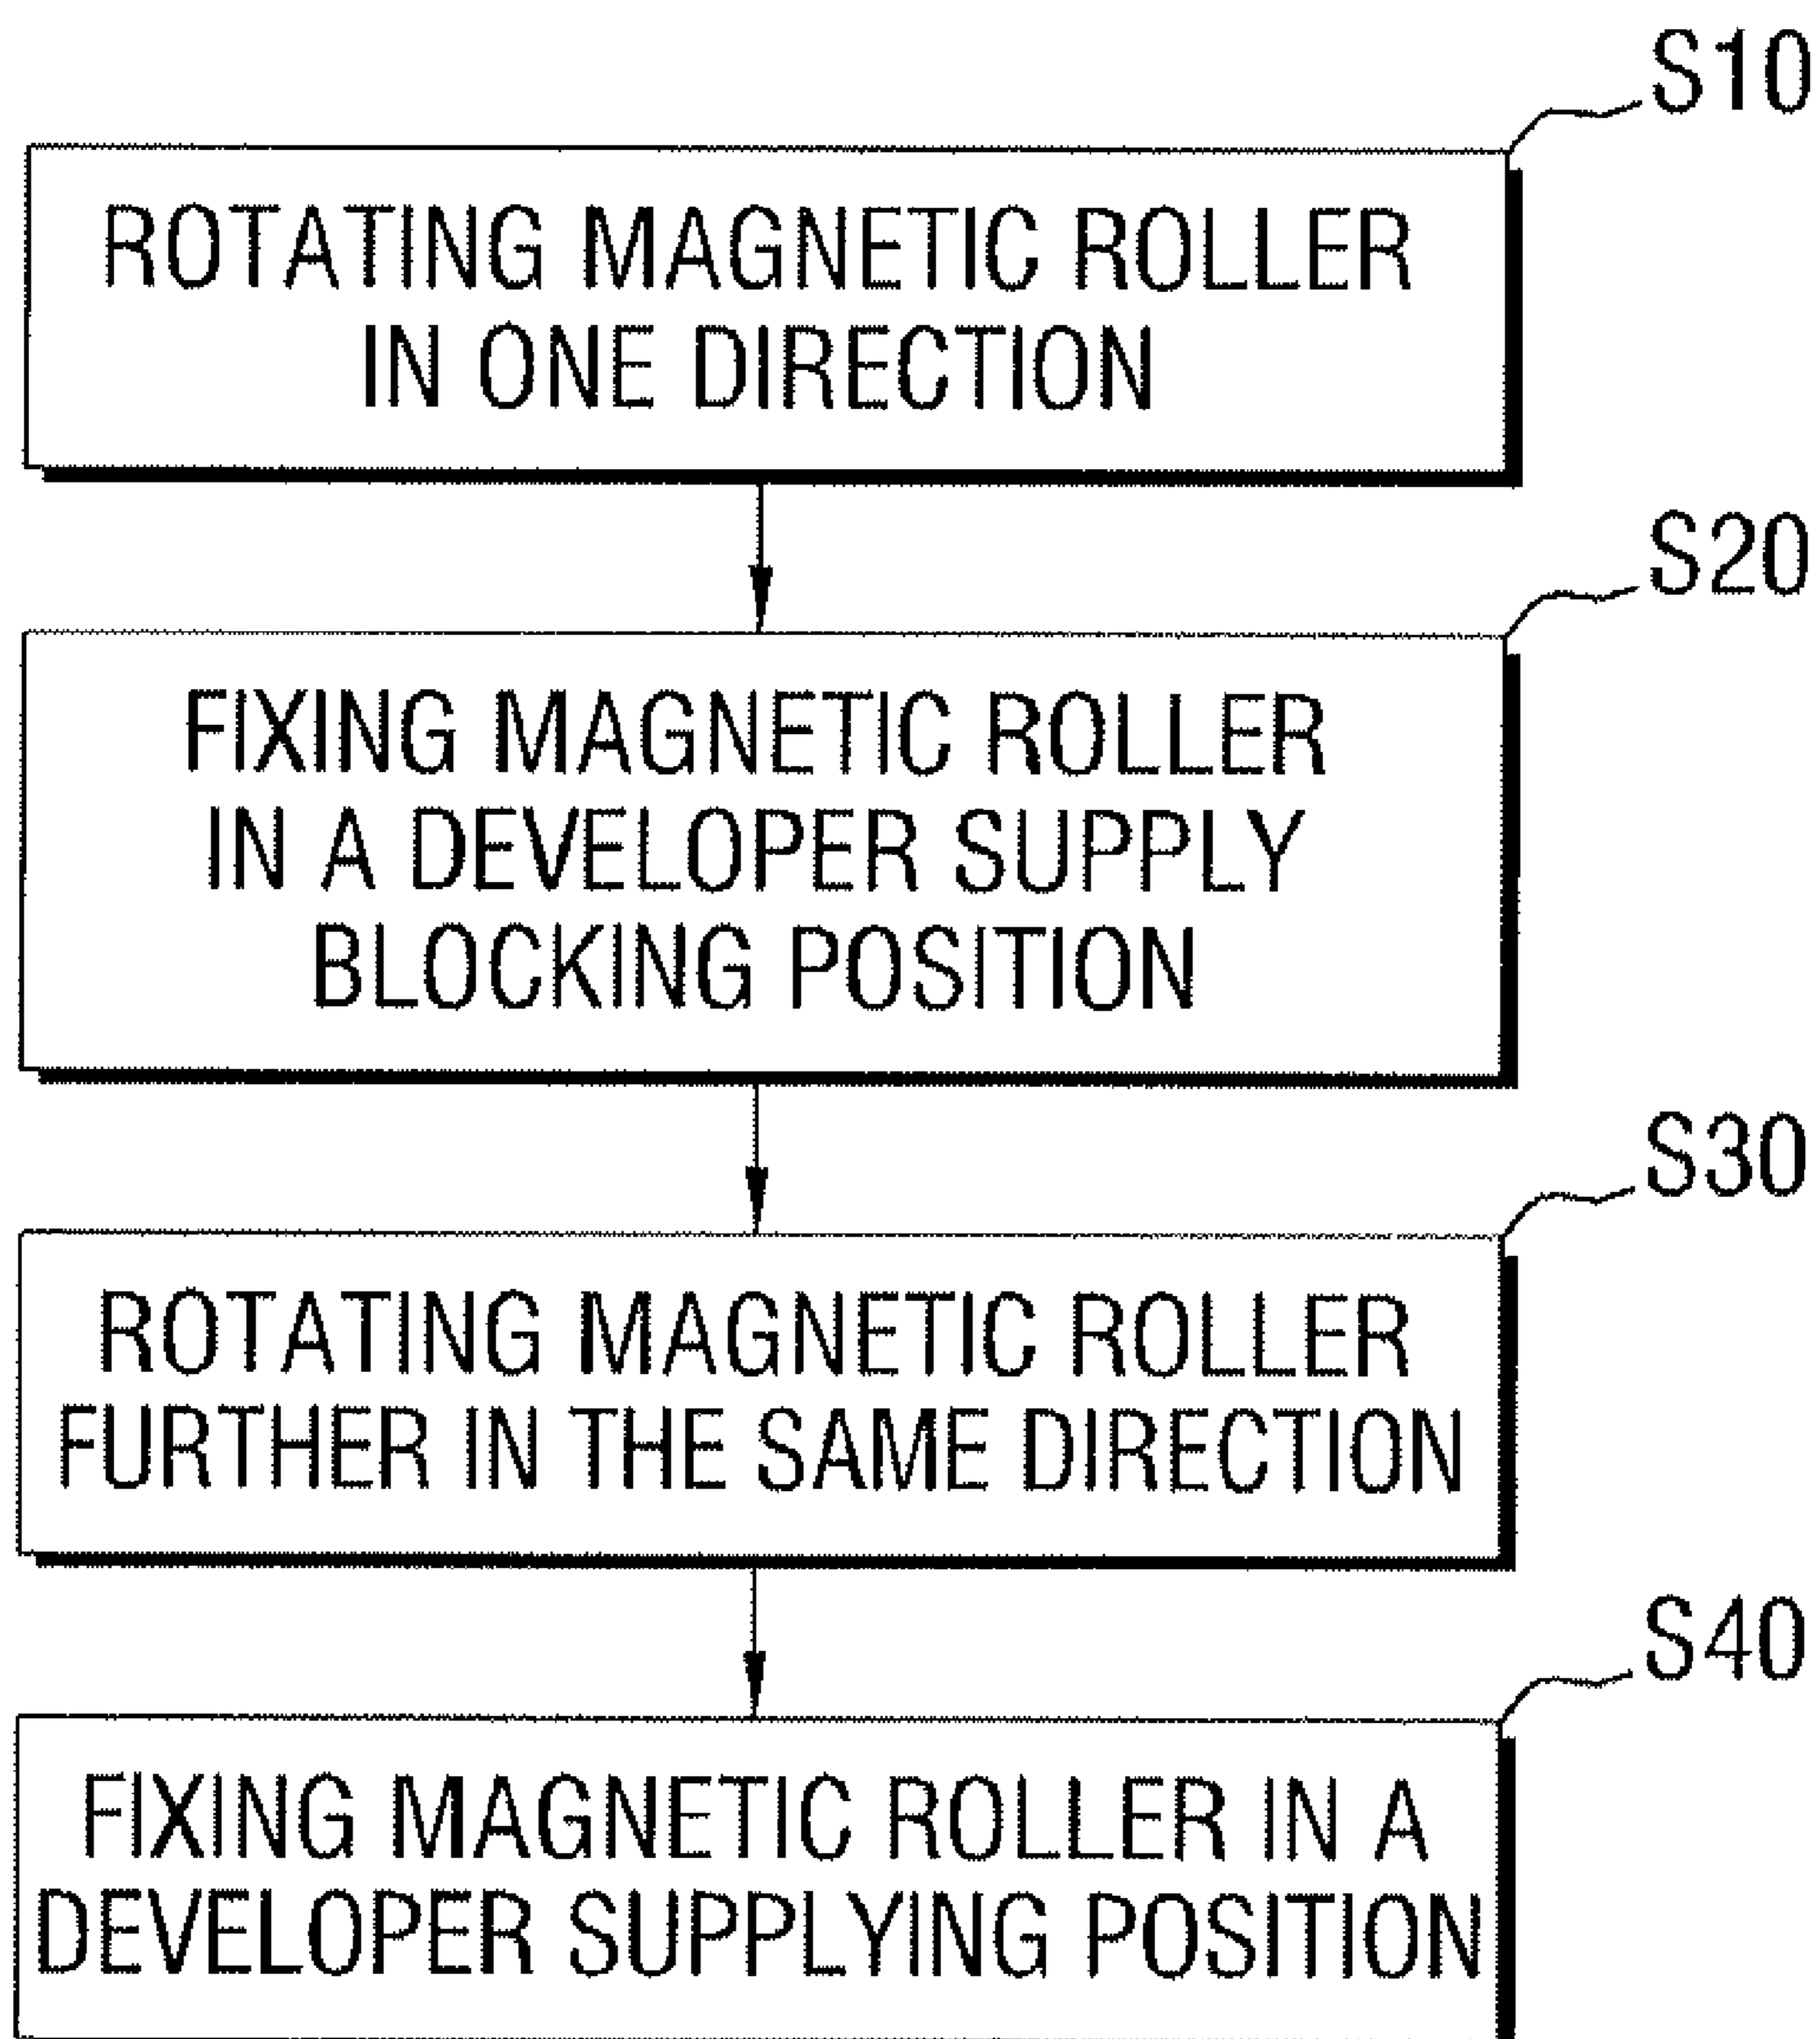 S10
ROTATING MAGNETIC ROLLER
IN ONE DIRECTION
S20
FIXING MAGNETIC ROLLER
IN A DEVELOPER SUPPLY
BLOCKING POSITION
S30
ROTATING MAGNETIC ROLLER
FURTHER IN THE SAME DIRECTION
S40
FIXING MAGNETIC ROLLER IN A
DEVELOPER SUPPLYING POSITION